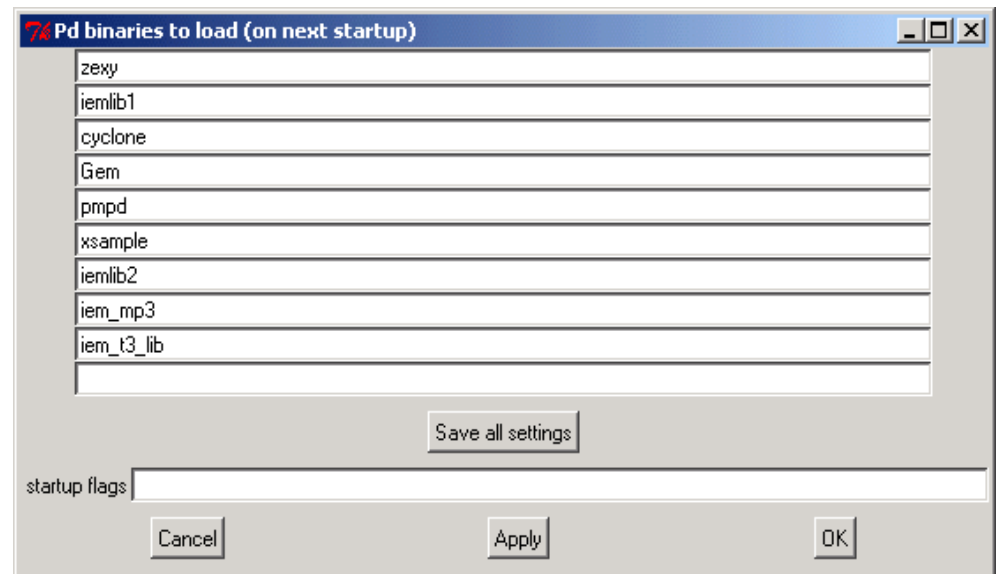 Pd binaries to load (on next startup)
zexy
iemlib1
cyclone
Gem
pmpd
xsample
iemlib2
iem_mp3
iem_t3_lib
Save all settings
startup flags
Cancel Apply OK